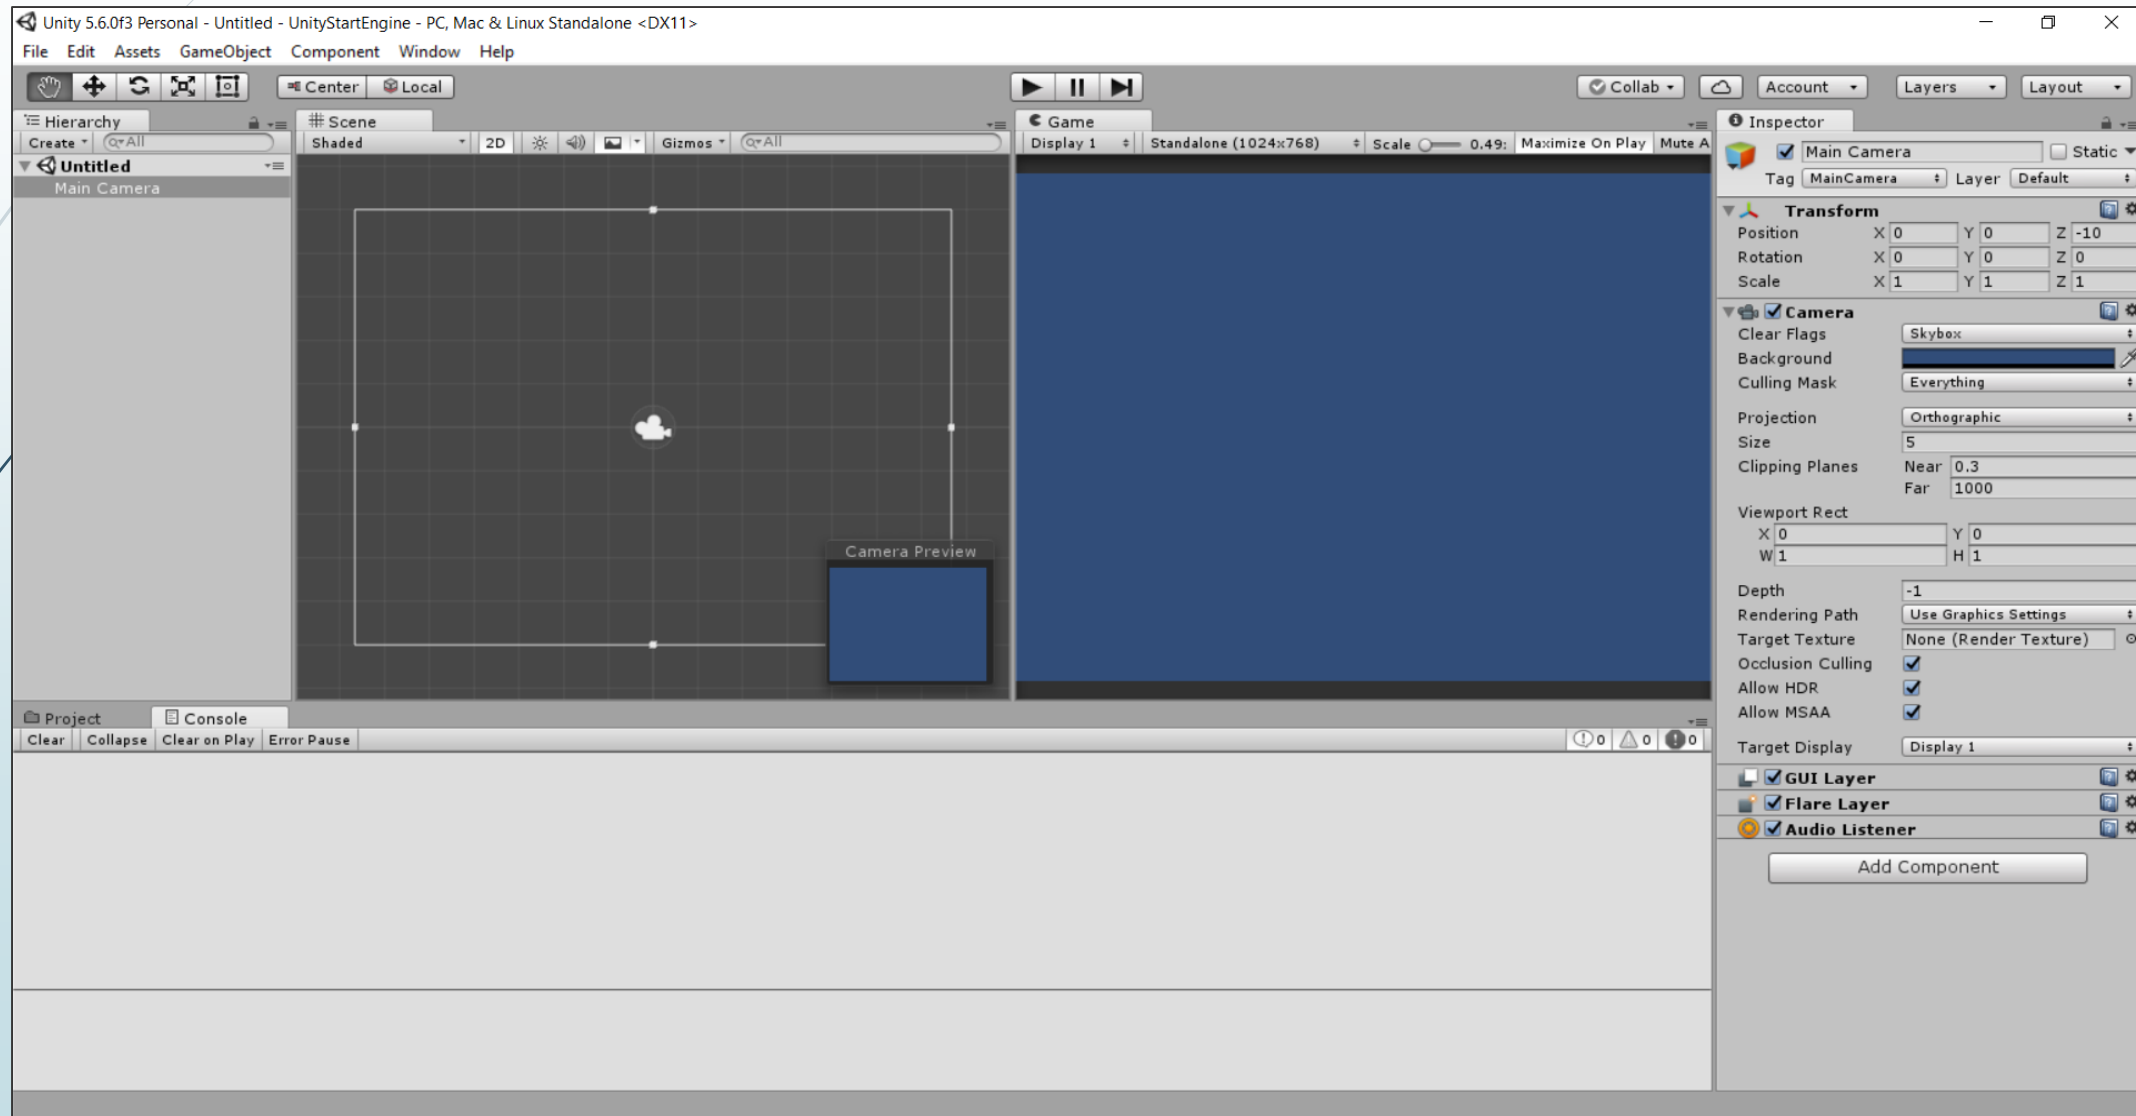 Unity 5.6.0f3 Personal - Untitled - UnityStartEngine - PC, Mac & Linux Standalone <DX11>
File Edit Assets GameObject Component Window Help
Center Local Collab Account Layers Layout
Hierarchy
Create All
Untitled
Main Camera
Scene
Shaded 2D Gizmos All
Camera Preview
Game
Display 1 Standalone (1024x768) Scale 0.49: Maximize On Play Mute A
Inspector
Main Camera Static
Tag MainCamera Layer Default
Transform
Position X 0 Y 0 Z -10
Rotation X 0 Y 0 Z 0
Scale X 1 Y 1 Z 1
Camera
Clear Flags Skybox
Background
Culling Mask Everything
Projection Orthographic
Size 5
Clipping Planes Near 0.3
Far 1000
Viewport Rect
X 0 Y 0
W 1 H 1
Depth -1
Rendering Path Use Graphics Settings
Target Texture None (Render Texture)
Occlusion Culling
Allow HDR
Allow MSAA
Target Display Display 1
GUI Layer
Flare Layer
Audio Listener
Add Component
Project Console
Clear Collapse Clear on Play Error Pause 0 0 0